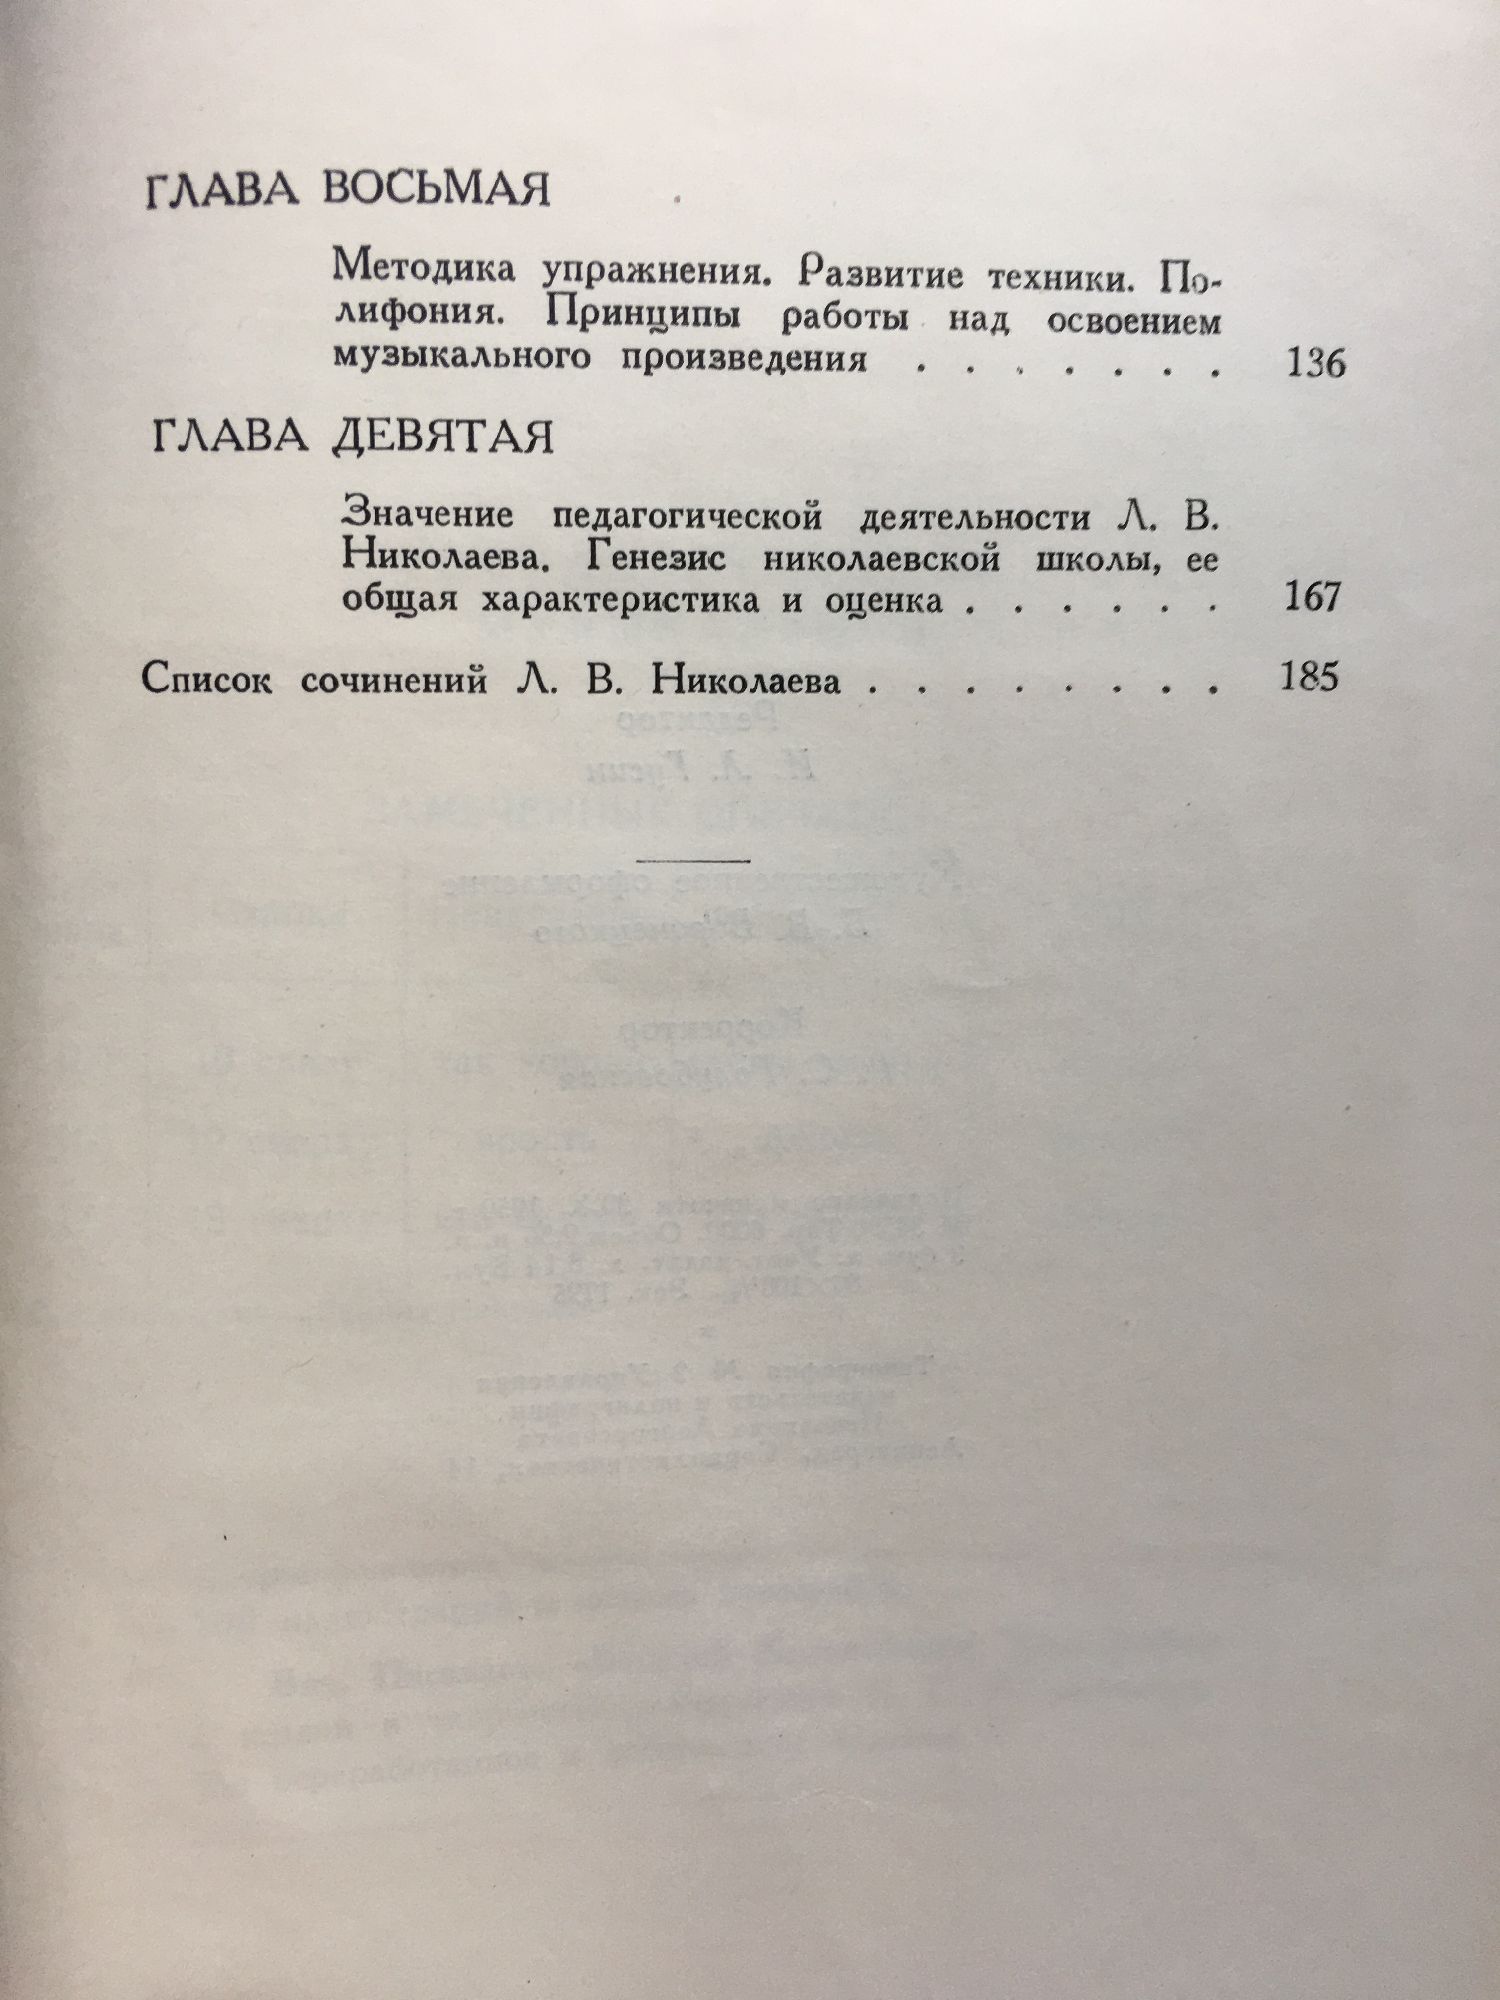 ГЛАВА ВОСЬМАЯ
Методика упражнения. Развитие техники. По-
лифония. Принципы работы над освоением
музыкального произведения . . . . . . . 136
ГЛАВА ДЕВЯТАЯ
Значение педагогической деятельности Л. В.
Николаева. Генезис николаевской школы, ее
общая характеристика и оценка . . . . . . 167
Список сочинений Л. В. Николаева . . . . . . . . 185